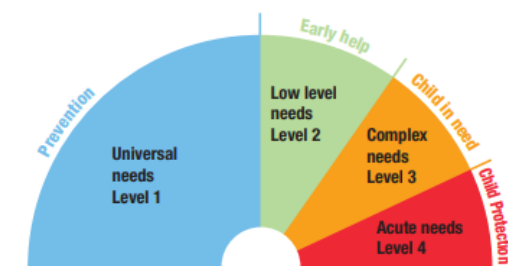 Prevention
Universal
needs
Level 1
Early help
Low level
needs
Level 2
Child in need
Complex
needs
Level 3
Child Protection
Acute needs
Level 4